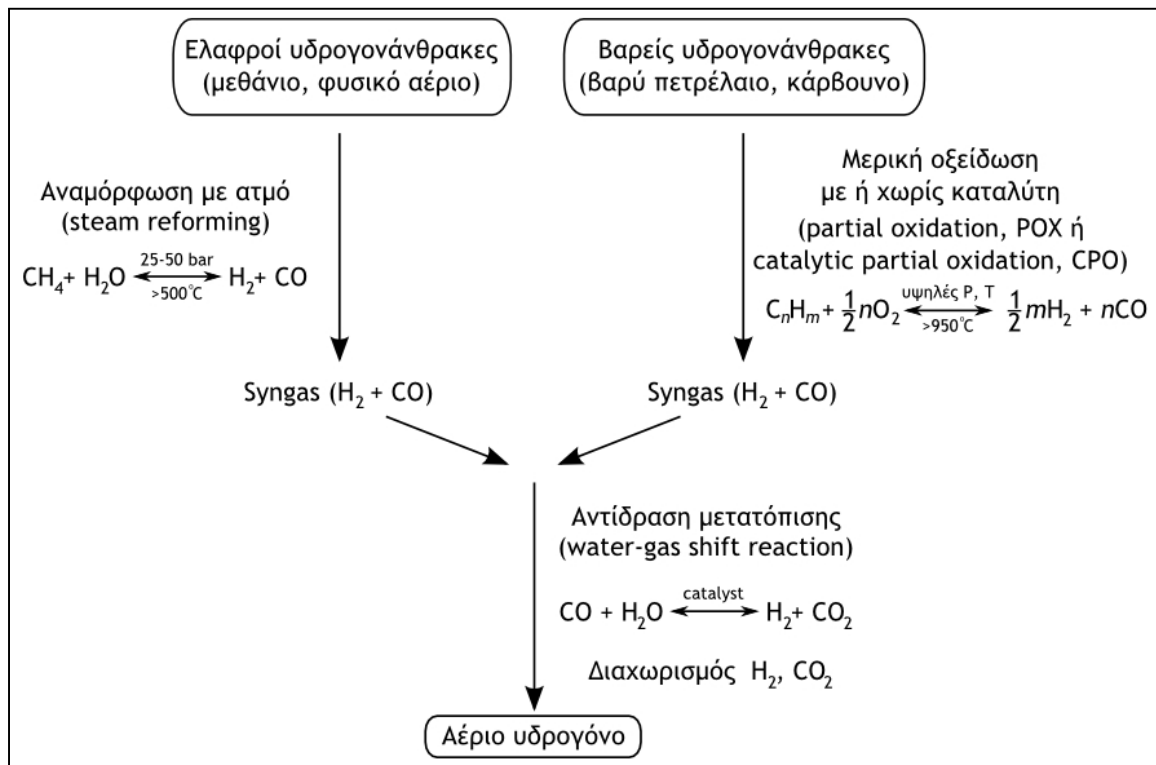 Ελαφροί υδρογονάνθρακες
(μεθάνιο, φυσικό αέριο)
Βαρείς υδρογονάνθρακες
(βαρύ πετρέλαιο, κάρβουνο)
Αναμόρφωση με ατμό
(steam reforming)
25-50 bar
CH₄+ H₂O ⟷ H₂+ CO
>500°C
Μερική οξείδωση
με ή χωρίς καταλύτη
(partial oxidation, POX ή
catalytic partial oxidation, CPO)
υψηλές P, T
CₙHₘ + ½nO₂ ⟷ ½mH₂ + nCO
>950°C
Syngas (H₂ + CO)
Syngas (H₂ + CO)
Αντίδραση μετατόπισης
(water-gas shift reaction)
catalyst
CO + H₂O ⟷ H₂+ CO₂
Διαχωρισμός H₂, CO₂
Αέριο υδρογόνο